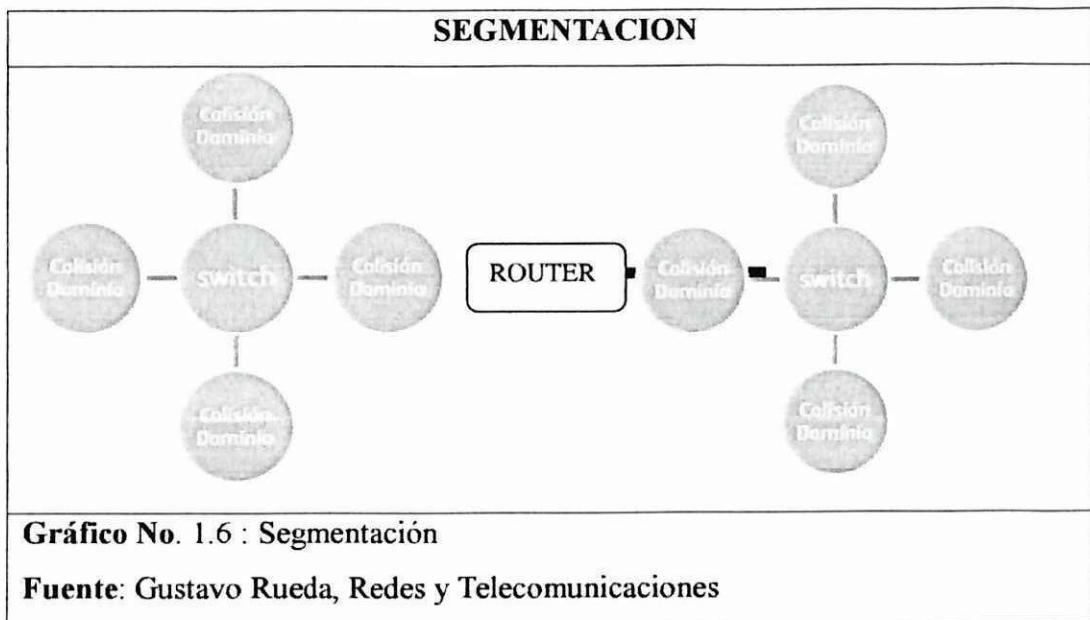 SEGMENTACION
Colisión
Dominio
Colisión
Dominio
Colisión
Dominio
switch
Colisión
Dominio
ROUTER
Colisión
Dominio
switch
Colisión
Dominio
Colisión
Dominio
Colisión
Dominio
Gráfico No. 1.6 : Segmentación
Fuente: Gustavo Rueda, Redes y Telecomunicaciones